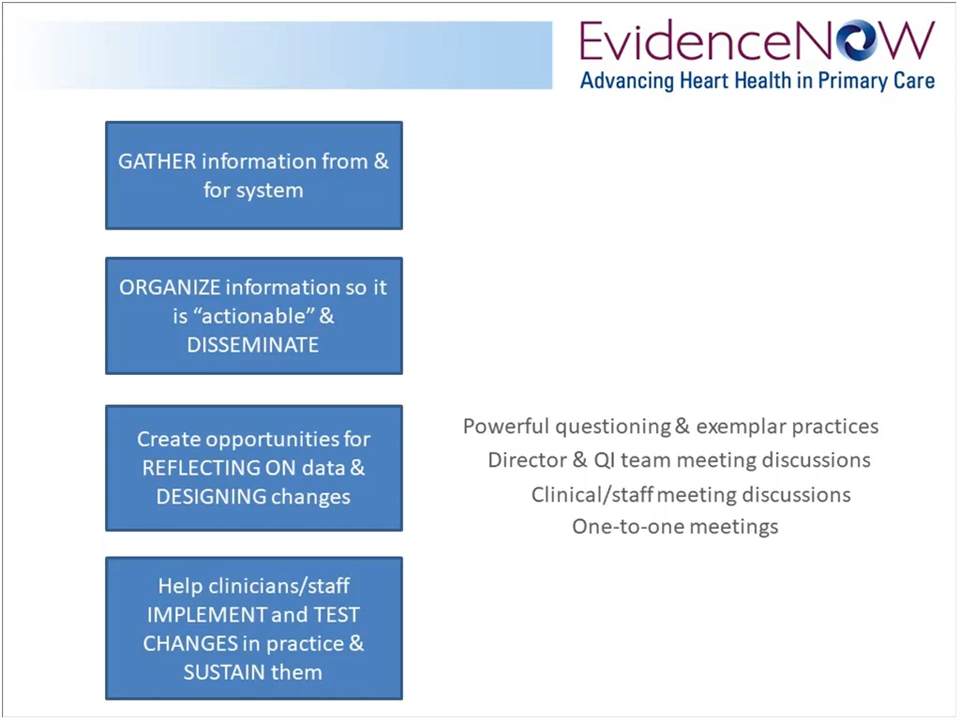 EvidenceNOW
Advancing Heart Health in Primary Care
GATHER information from &
for system
ORGANIZE information so it
is “actionable” &
DISSEMINATE
Create opportunities for
REFLECTING ON data &
DESIGNING changes
Powerful questioning & exemplar practices
Director & QI team meeting discussions
Clinical/staff meeting discussions
One-to-one meetings
Help clinicians/staff
IMPLEMENT and TEST
CHANGES in practice &
SUSTAIN them